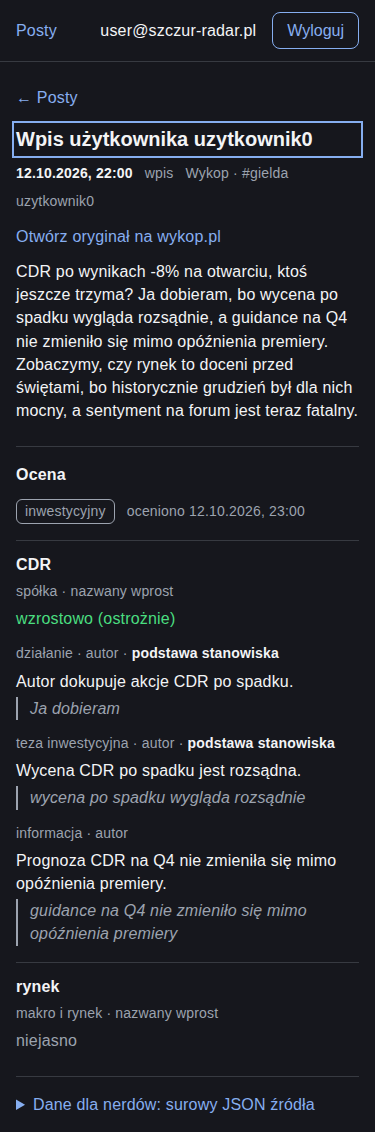 Posty user@szczur-radar.pl Wyloguj
← Posty
Wpis użytkownika uzytkownik0
12.10.2026, 22:00 wpis Wykop · #gielda
uzytkownik0
Otwórz oryginał na wykop.pl
CDR po wynikach -8% na otwarciu, ktoś
jeszcze trzyma? Ja dobieram, bo wycena po
spadku wygląda rozsądnie, a guidance na Q4
nie zmieniło się mimo opóźnienia premiery.
Zobaczymy, czy rynek to doceni przed
świętami, bo historycznie grudzień był dla nich
mocny, a sentyment na forum jest teraz fatalny.
Ocena
inwestycyjny oceniono 12.10.2026, 23:00
CDR
spółka · nazwany wprost
wzrostowo (ostrożnie)
działanie · autor · podstawa stanowiska
Autor dokupuje akcje CDR po spadku.
Ja dobieram
teza inwestycyjna · autor · podstawa stanowiska
Wycena CDR po spadku jest rozsądna.
wycena po spadku wygląda rozsądnie
informacja · autor
Prognoza CDR na Q4 nie zmieniła się mimo
opóźnienia premiery.
guidance na Q4 nie zmieniło się mimo
opóźnienia premiery
rynek
makro i rynek · nazwany wprost
niejasno
▶ Dane dla nerdów: surowy JSON źródła